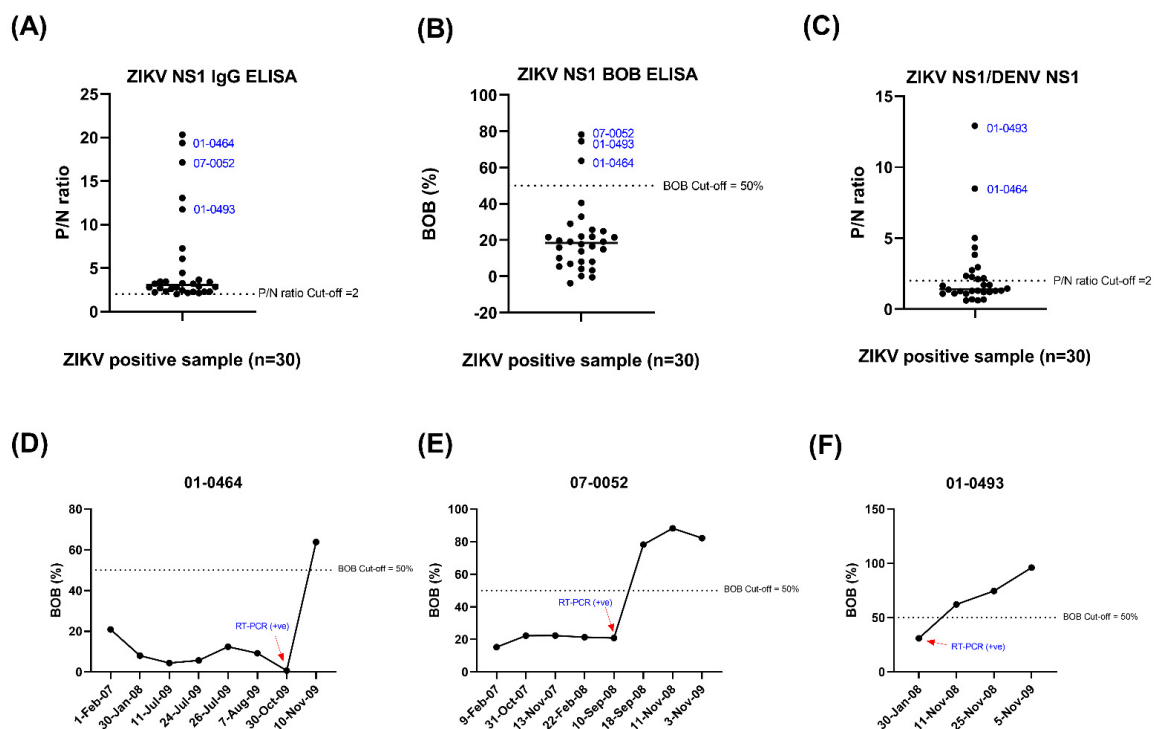 (A)
ZIKV NS1 IgG ELISA
P/N ratio
25
20
15
10
5
0
01-0464
07-0052
01-0493
P/N ratio Cut-off =2
ZIKV positive sample (n=30)
(B)
ZIKV NS1 BOB ELISA
BOB (%)
100
80
60
40
20
0
-20
07-0052
01-0493
01-0464
BOB Cut-off = 50%
ZIKV positive sample (n=30)
(C)
ZIKV NS1/DENV NS1
P/N ratio
15
10
5
0
01-0493
01-0464
P/N ratio Cut-off =2
ZIKV positive sample (n=30)
(D)
01-0464
BOB (%)
80
60
40
20
0
BOB Cut-off = 50%
RT-PCR (+ve)
1-Feb-07
30-Jan-08
11-Jul-09
24-Jul-09
26-Jul-09
7-Aug-09
30-Oct-09
10-Nov-09
(E)
07-0052
BOB (%)
100
80
60
40
20
0
BOB Cut-off = 50%
RT-PCR (+ve)
9-Feb-07
31-Oct-07
13-Nov-07
22-Feb-08
10-Sep-08
18-Sep-08
11-Nov-08
3-Nov-09
(F)
01-0493
BOB (%)
150
100
50
0
BOB Cut-off = 50%
RT-PCR (+ve)
30-Jan-08
11-Nov-08
25-Nov-08
5-Nov-09